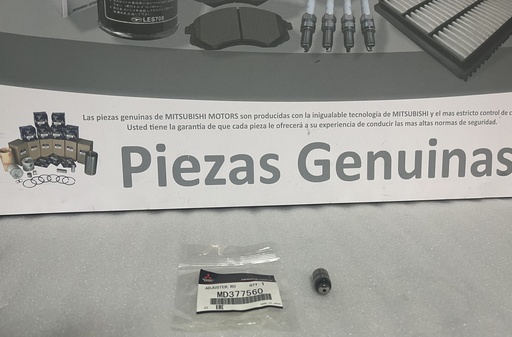 LES708
Las piezas genuinas de MITSUBISHI MOTORS son producidas con la inigualable tecnología de MITSUBISHI y el mas estricto control de c
Usted tiene la garantía de que cada pieza le ofrecerá a su experiencia de conducir las mas altas normas de seguridad.
Piezas Genuinas
QTY: 1
MD377560